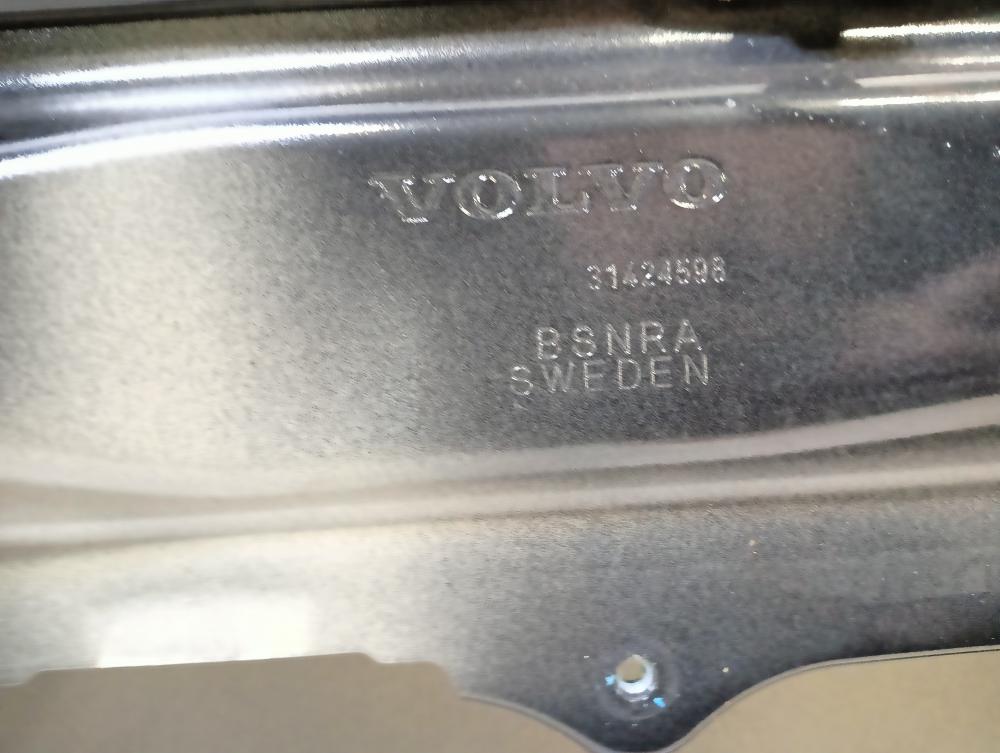 VOLVO
31424598
BSNRA
SWEDEN